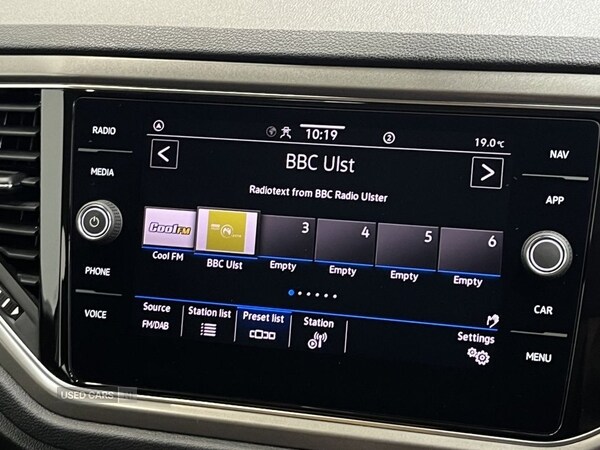 RADIO
MEDIA
PHONE
VOICE
NAV
APP
CAR
MENU
10:19
2
19.0°C
BBC Ulst
Radiotext from BBC Radio Ulster
CoolFM
3
4
5
6
Cool FM
BBC Ulst
Empty
Empty
Empty
Empty
Source
FM/DAB
Station list
Preset list
Station
Settings
USED CARS